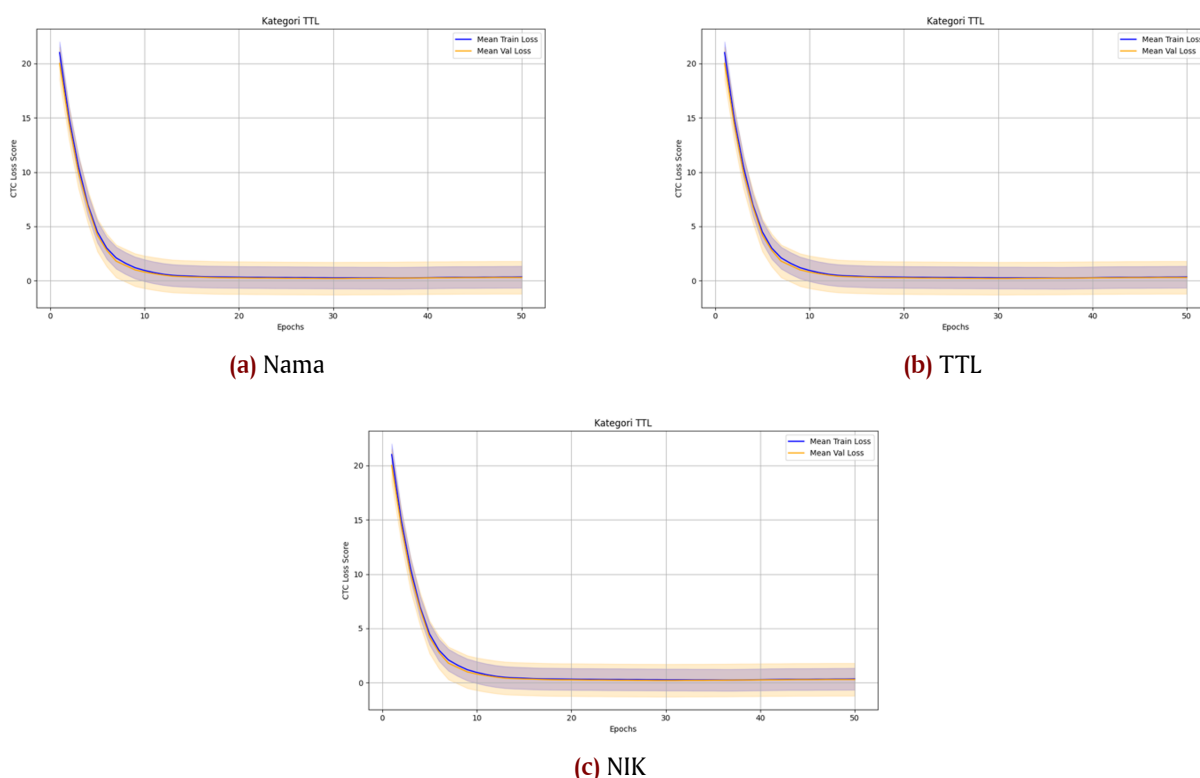 Kategori TTL
Mean Train Loss
Mean Val Loss
CTC Loss Score
20
15
10
5
0
0 10 20 30 40 50
Epochs
(a) Nama
Kategori TTL
Mean Train Loss
Mean Val Loss
CTC Loss Score
20
15
10
5
0
0 10 20 30 40 50
Epochs
(b) TTL
Kategori TTL
Mean Train Loss
Mean Val Loss
CTC Loss Score
20
15
10
5
0
0 10 20 30 40 50
Epochs
(c) NIK